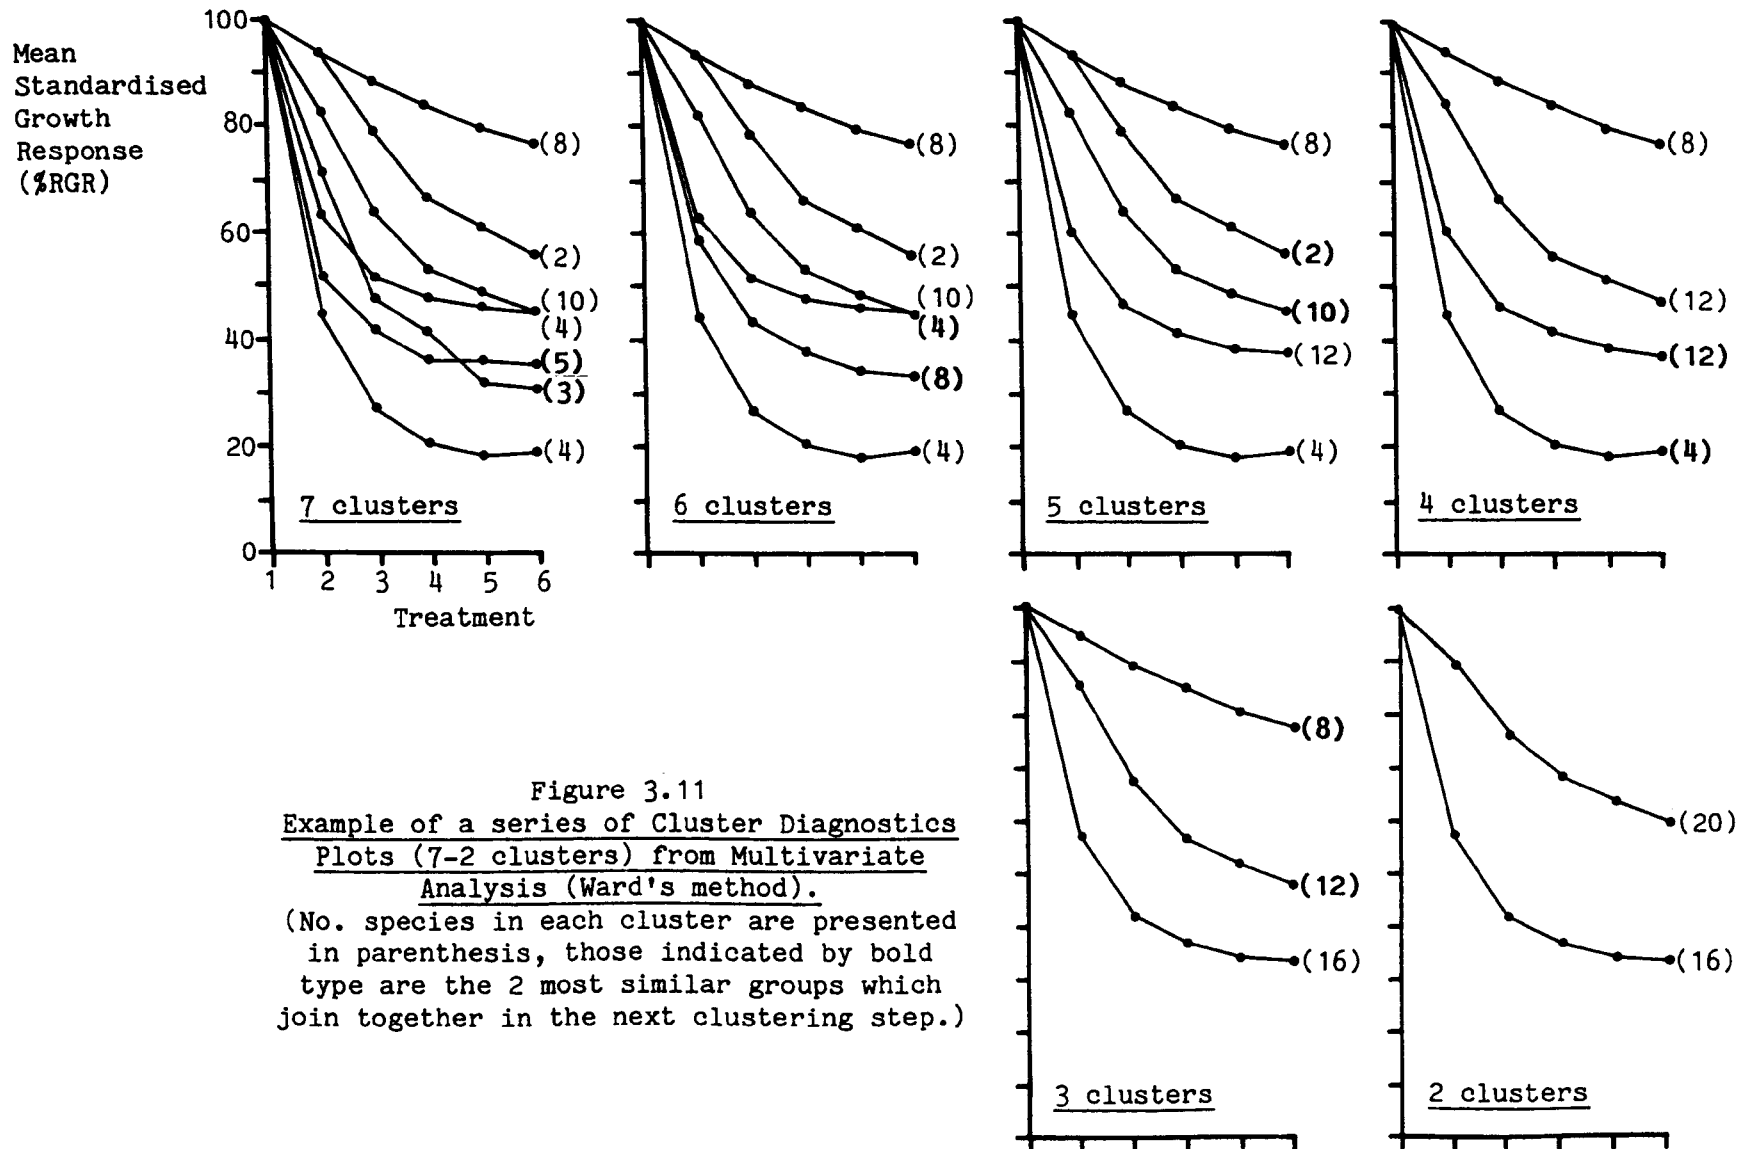 Mean
Standardised
Growth
Response
(%RGR)
100
80
60
40
20
0
1 2 3 4 5 6
Treatment
(8)
(2)
(10)
(4)
(5)
(3)
(4)
7 clusters
(8)
(2)
(10)
(4)
(8)
(4)
6 clusters
(8)
(2)
(10)
(12)
(4)
5 clusters
(8)
(12)
(12)
(4)
4 clusters
(8)
(12)
(16)
3 clusters
(20)
(16)
2 clusters
Figure 3.11
Example of a series of Cluster Diagnostics
Plots (7-2 clusters) from Multivariate
Analysis (Ward's method).
(No. species in each cluster are presented
in parenthesis, those indicated by bold
type are the 2 most similar groups which
join together in the next clustering step.)